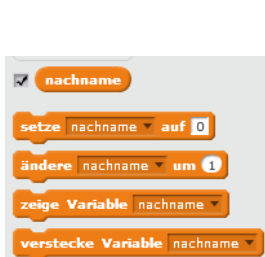 nachname
setze nachname auf 0
ändere nachname um 1
zeige Variable nachname
verstecke Variable nachname